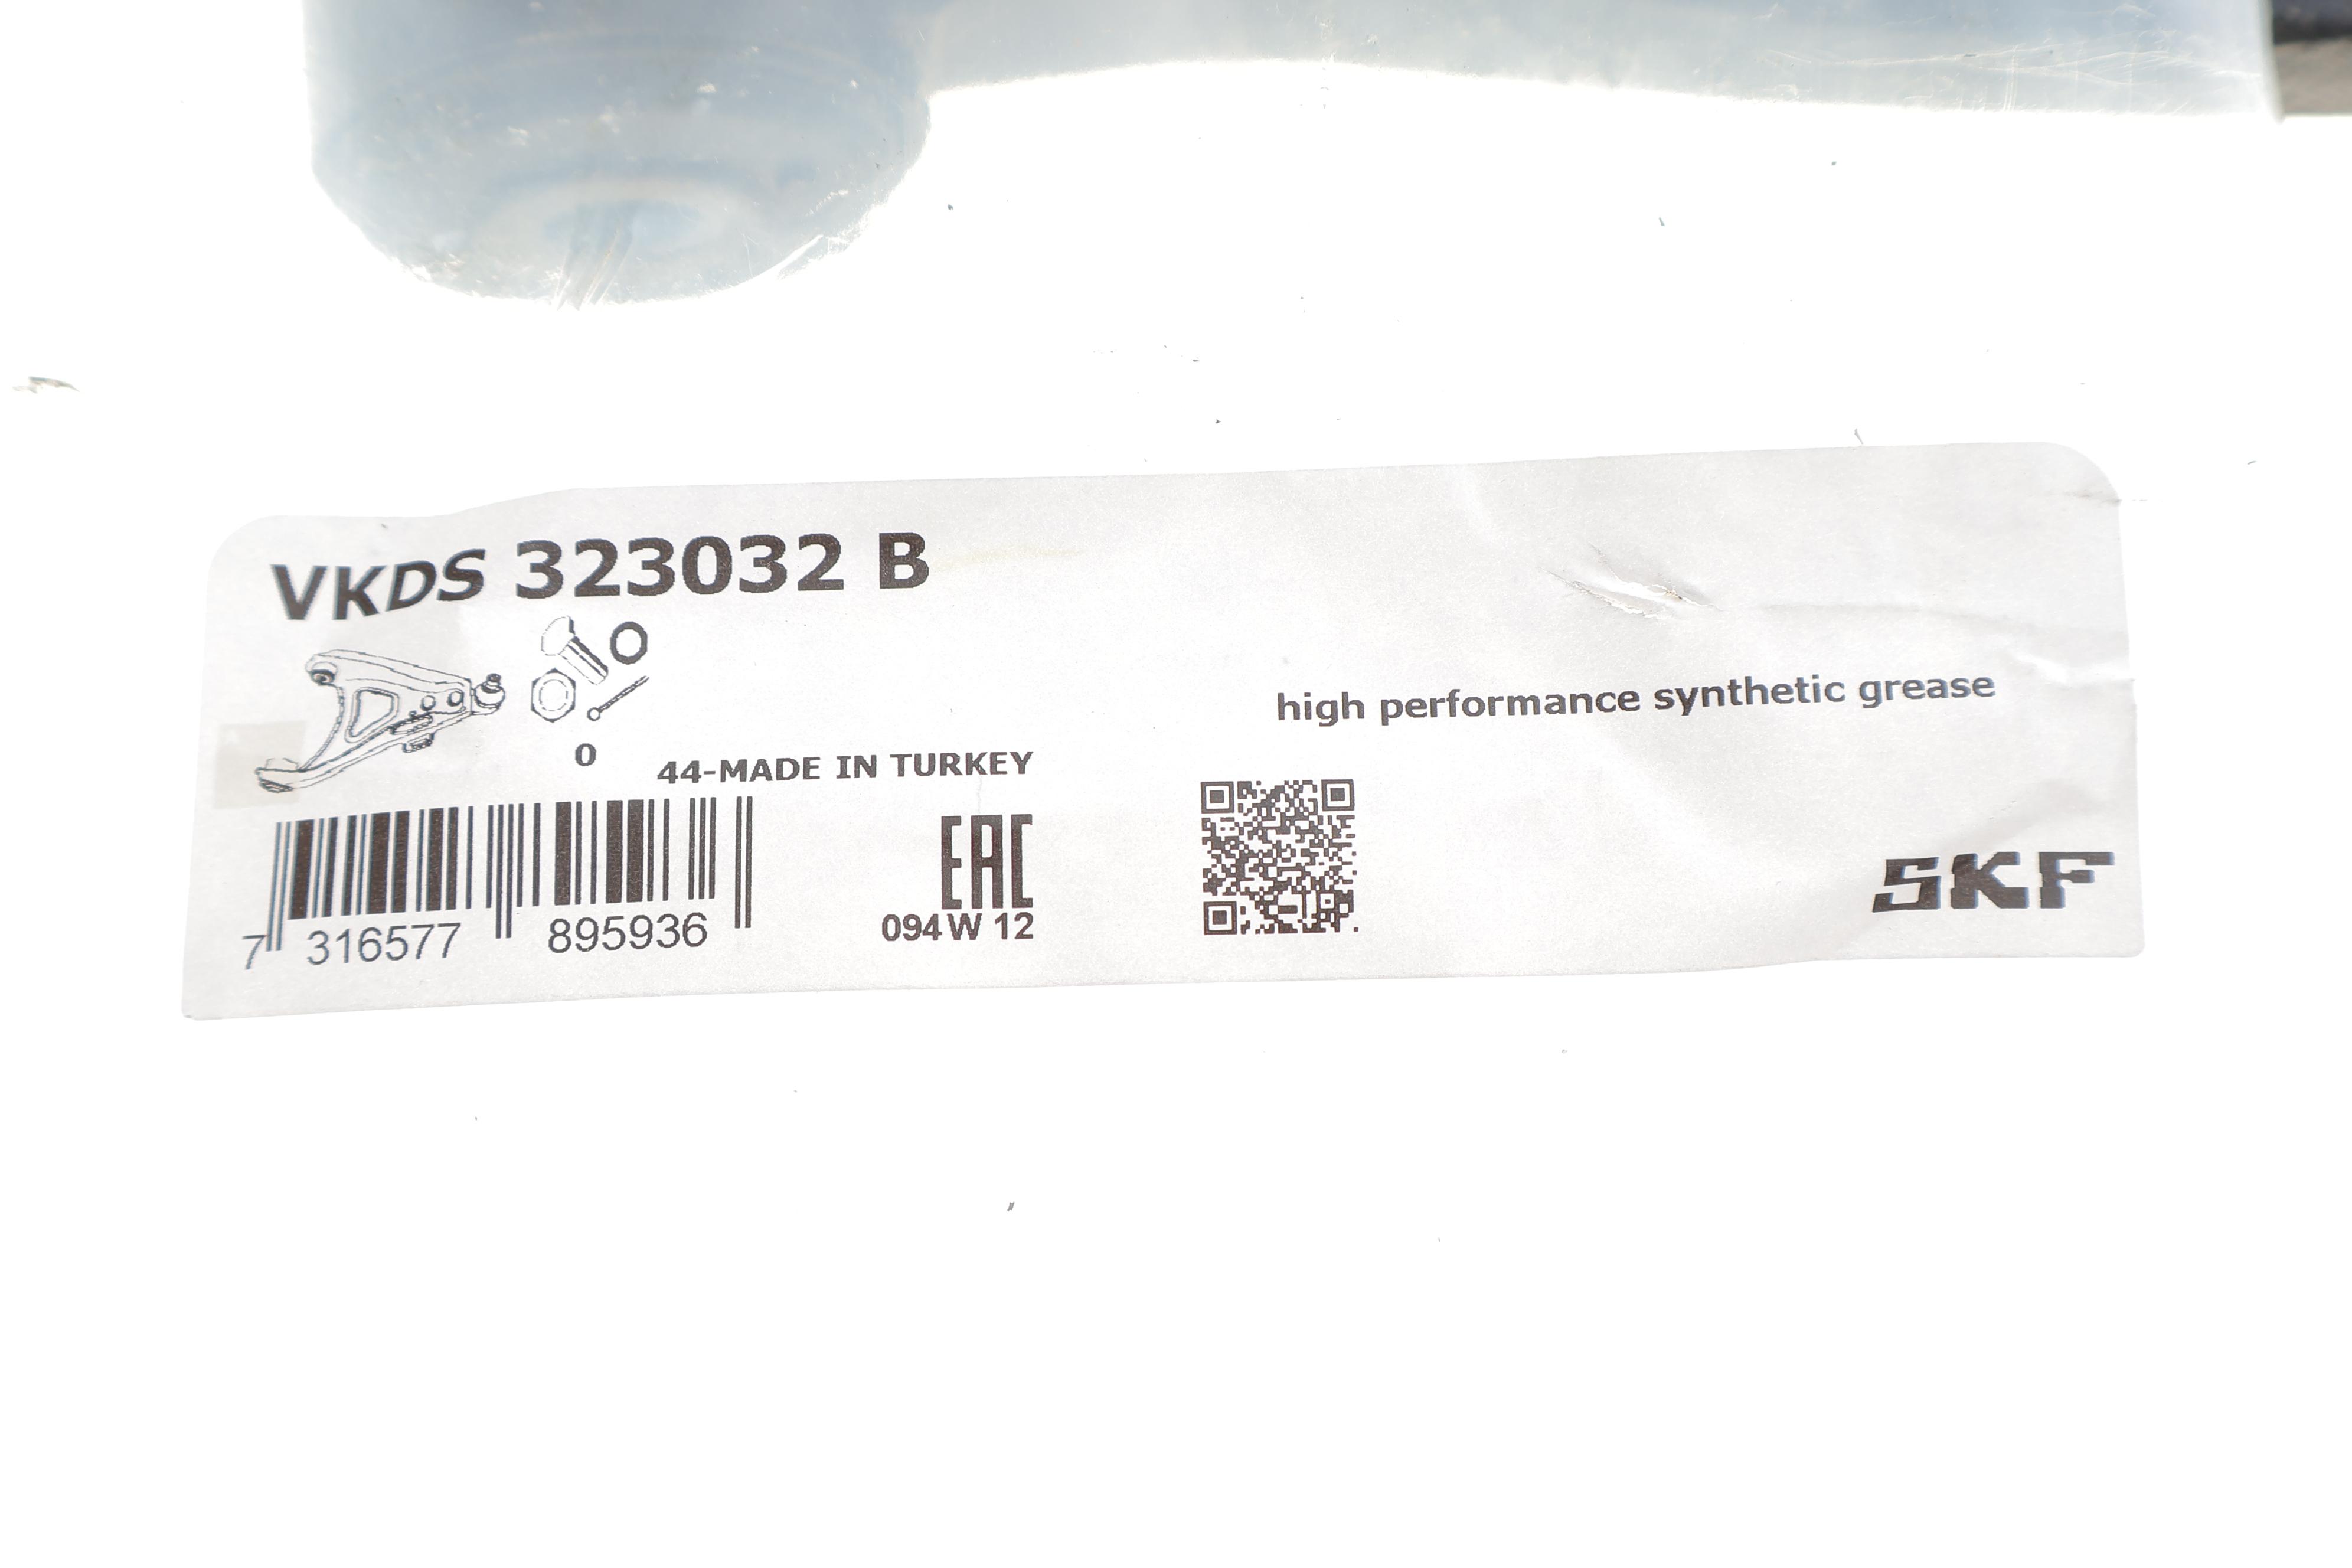 VKDS 323032 B
high performance synthetic grease
0
44-MADE IN TURKEY
EAC
094 W 12
7 316577 895936
SKF